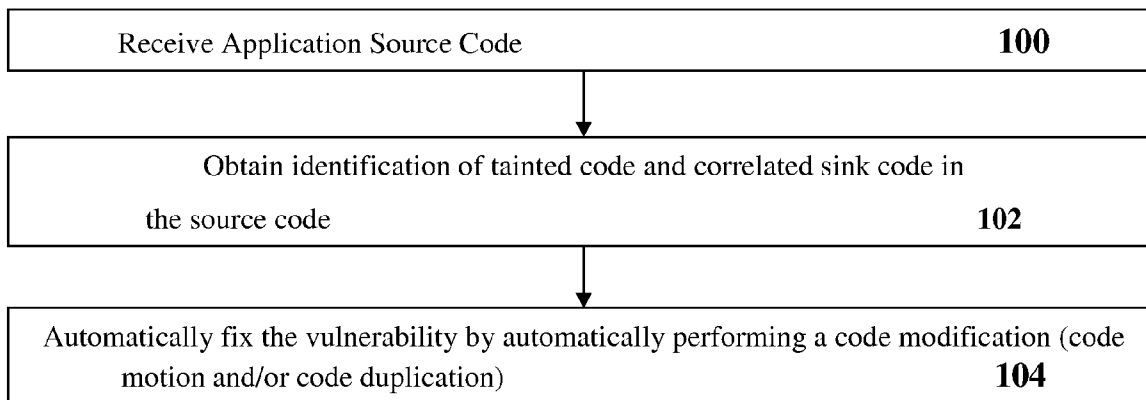 Receive Application Source Code 100
Obtain identification of tainted code and correlated sink code in
the source code 102
Automatically fix the vulnerability by automatically performing a code modification (code
motion and/or code duplication) 104